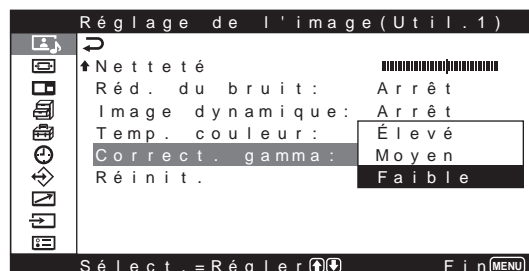 Réglage de l'image(Util.1)
Netteté
Réd. du bruit: Arrêt
Image dynamique: Arrêt
Temp. couleur: Élevé
Correct. gamma: Moyen
Réinit. Faible
Sélect.=Régler Fin MENU